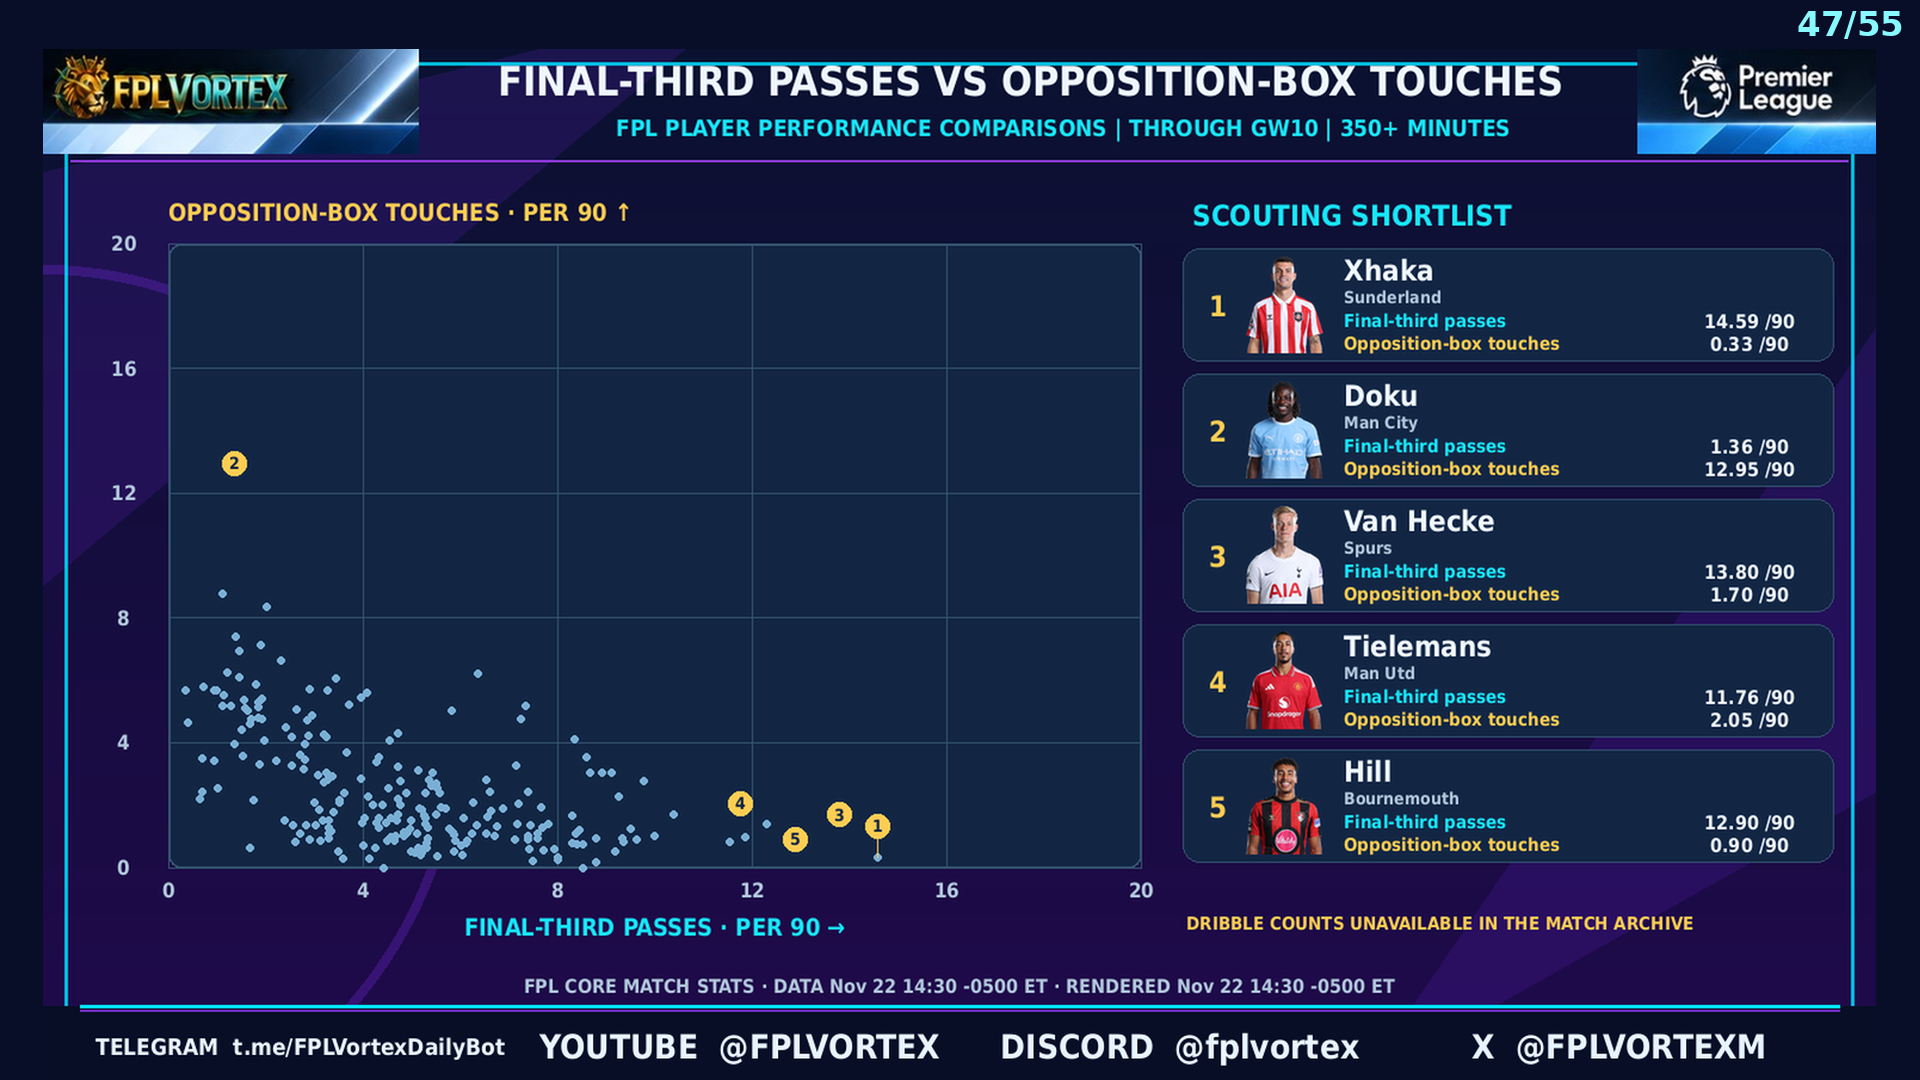 47/55
FPLVORTEX
FINAL-THIRD PASSES VS OPPOSITION-BOX TOUCHES
FPL PLAYER PERFORMANCE COMPARISONS | THROUGH GW10 | 350+ MINUTES
Premier
League
OPPOSITION-BOX TOUCHES · PER 90 ↑
20
16
12
8
4
0
2
4
5
3
1
0 4 8 12 16 20
FINAL-THIRD PASSES · PER 90 →
SCOUTING SHORTLIST
1
Xhaka
Sunderland
Final-third passes 14.59 /90
Opposition-box touches 0.33 /90
2
Doku
Man City
Final-third passes 1.36 /90
Opposition-box touches 12.95 /90
ETIHAD
3
Van Hecke
Spurs
Final-third passes 13.80 /90
Opposition-box touches 1.70 /90
AIA
4
Tielemans
Man Utd
Final-third passes 11.76 /90
Opposition-box touches 2.05 /90
Snapdragon
5
Hill
Bournemouth
Final-third passes 12.90 /90
Opposition-box touches 0.90 /90
DRIBBLE COUNTS UNAVAILABLE IN THE MATCH ARCHIVE
FPL CORE MATCH STATS · DATA Nov 22 14:30 -0500 ET · RENDERED Nov 22 14:30 -0500 ET
TELEGRAM t.me/FPLVortexDailyBot YOUTUBE @FPLVORTEX DISCORD @fplvortex X @FPLVORTEXM